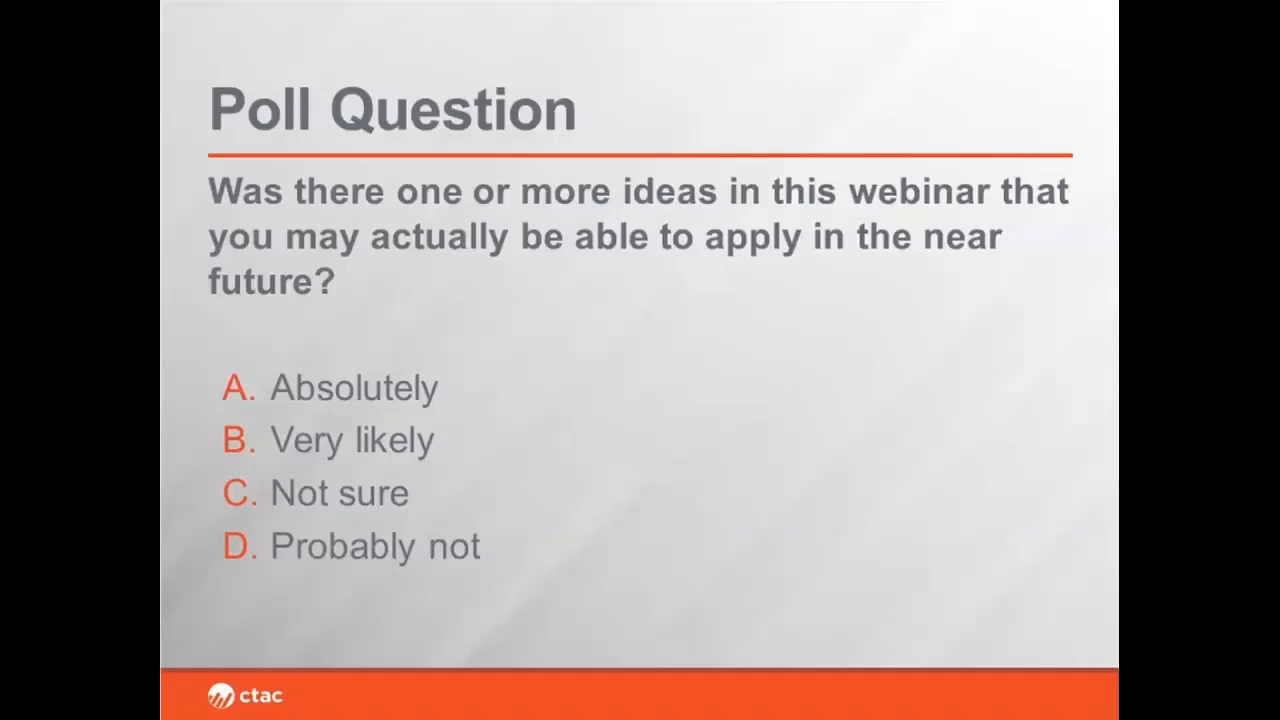 Poll Question
Was there one or more ideas in this webinar that
you may actually be able to apply in the near
future?
A. Absolutely
B. Very likely
C. Not sure
D. Probably not
ctac